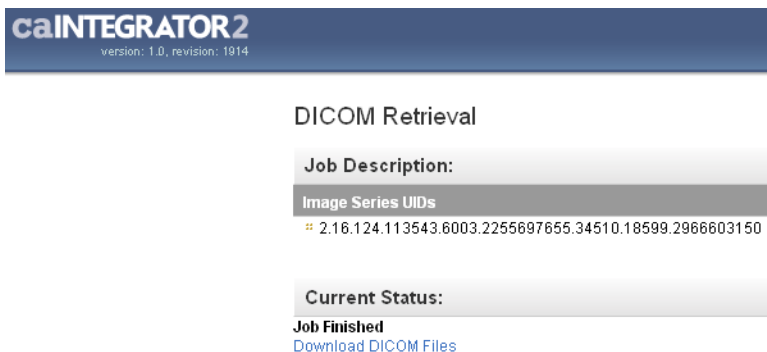 caINTEGRATOR2
version: 1.0, revision: 1914
DICOM Retrieval
Job Description:
Image Series UIDs
2.16.124.113543.6003.2255697655.34510.18599.2966603150
Current Status:
Job Finished
Download DICOM Files